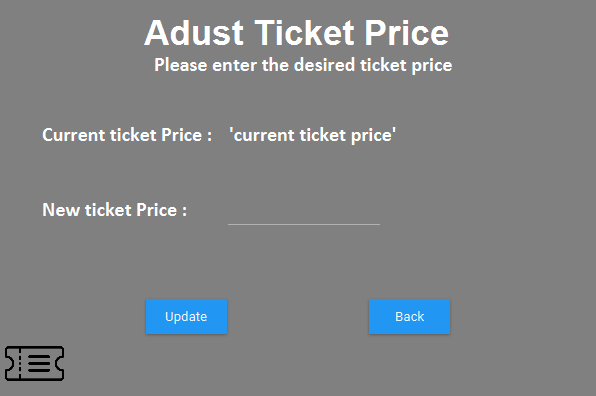 Adust Ticket Price
Please enter the desired ticket price
Current ticket Price : 'current ticket price'
New ticket Price :
Update Back